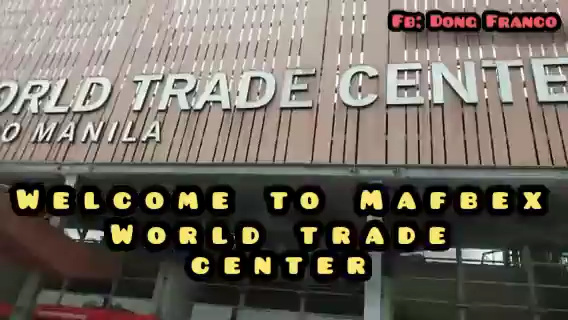 FB: Dong Franco
ORLD TRADE CENTE
O MANILA
Welcome to Mafbex
World trade
center